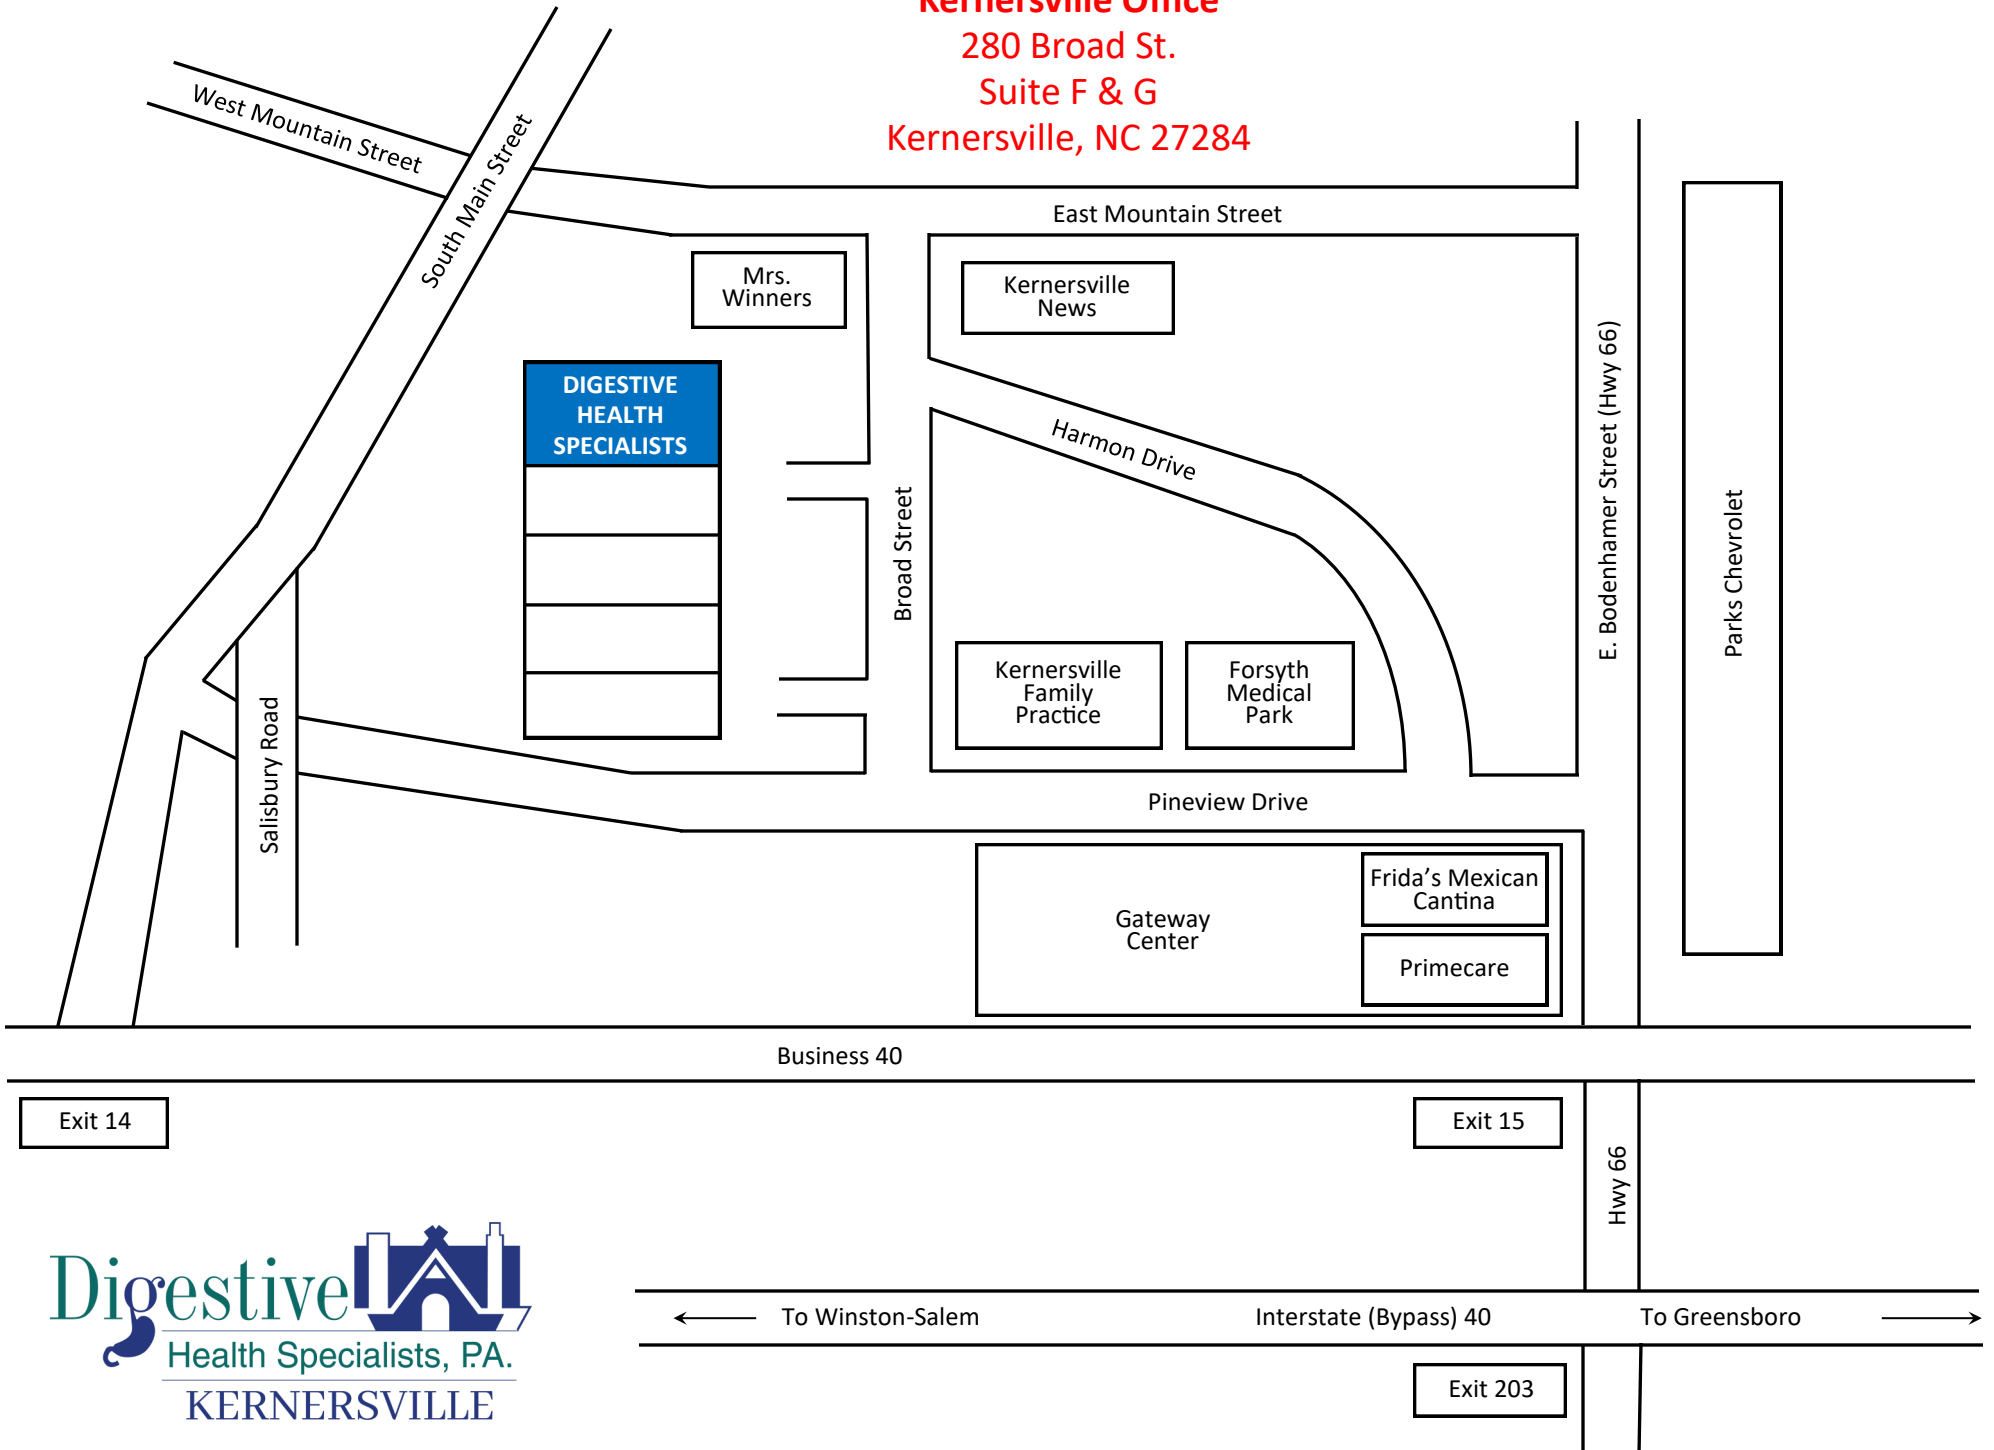 Kernersville Office
280 Broad St.
Suite F & G
Kernersville, NC 27284
West Mountain Street
South Main Street
East Mountain Street
Mrs.
Winners
Kernersville
News
DIGESTIVE
HEALTH
SPECIALISTS
Harmon Drive
Broad Street
E. Bodenhamer Street (Hwy 66)
Parks Chevrolet
Kernersville
Family
Practice
Forsyth
Medical
Park
Salisbury Road
Pineview Drive
Gateway
Center
Frida’s Mexican
Cantina
Primecare
Business 40
Exit 14
Exit 15
Hwy 66
To Winston-Salem
Interstate (Bypass) 40
To Greensboro
Exit 203
Digestive
Health Specialists, P.A.
KERNERSVILLE